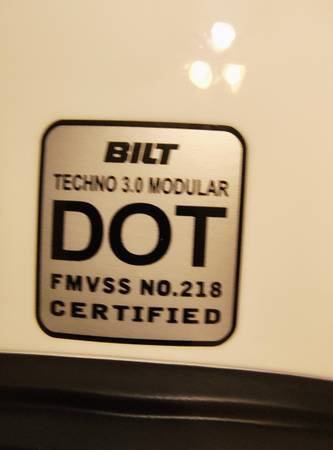 BILT
TECHNO 3.0 MODULAR
DOT
FMVSS NO.218
CERTIFIED